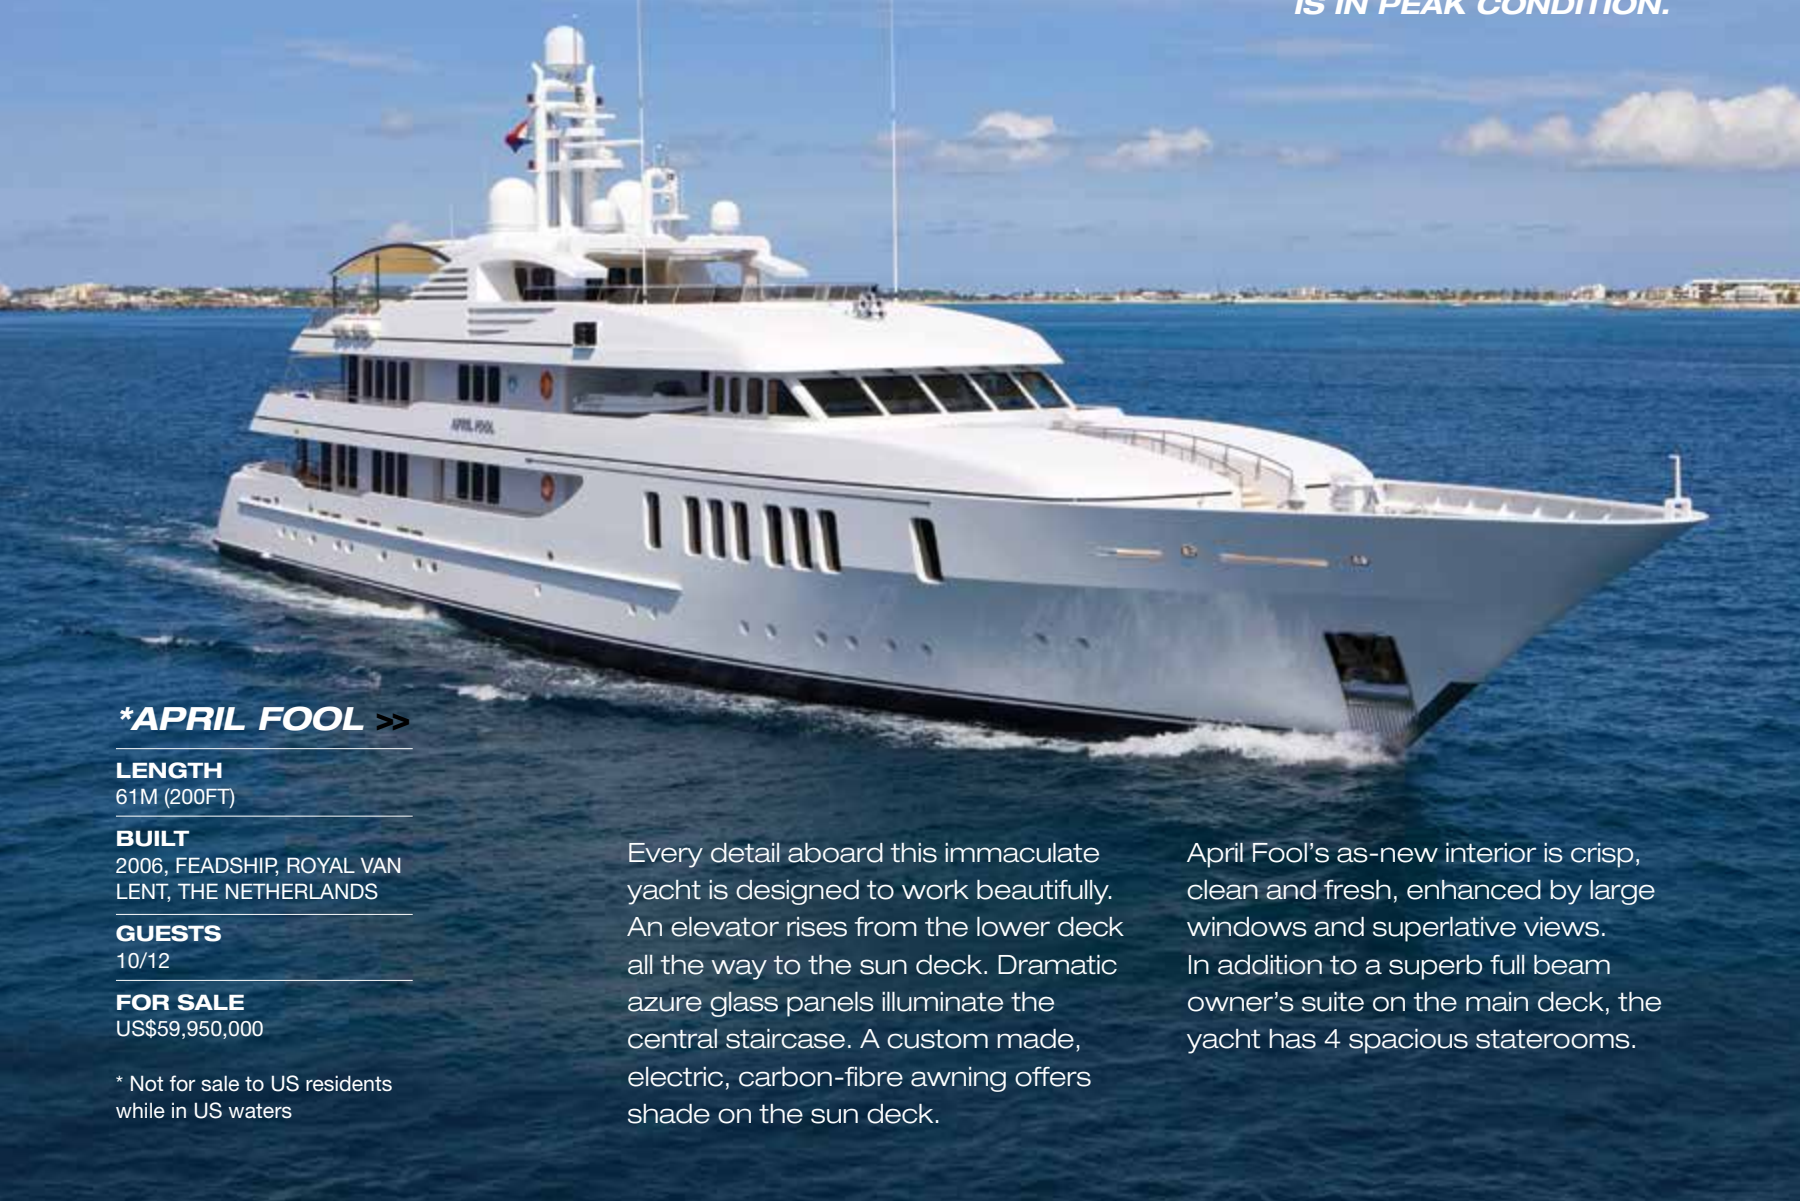 IS IN PEAK CONDITION.
APRIL FOOL
*APRIL FOOL >>
LENGTH
61M (200FT)
BUILT
2006, FEADSHIP, ROYAL VAN
LENT, THE NETHERLANDS
GUESTS
10/12
FOR SALE
US$59,950,000
* Not for sale to US residents
while in US waters
Every detail aboard this immaculate
yacht is designed to work beautifully.
An elevator rises from the lower deck
all the way to the sun deck. Dramatic
azure glass panels illuminate the
central staircase. A custom made,
electric, carbon-fibre awning offers
shade on the sun deck.
April Fool’s as-new interior is crisp,
clean and fresh, enhanced by large
windows and superlative views.
In addition to a superb full beam
owner’s suite on the main deck, the
yacht has 4 spacious staterooms.